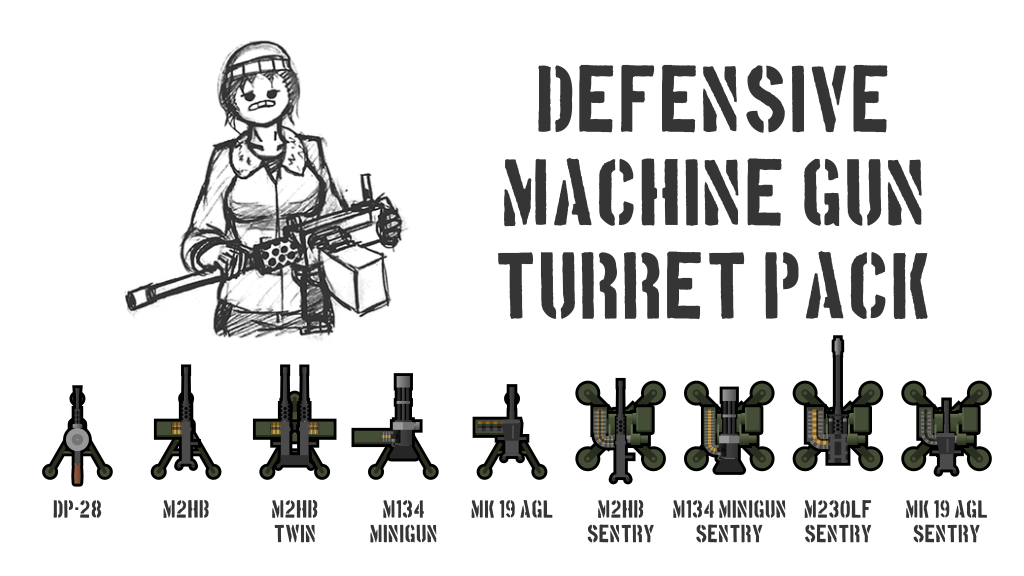 DEFENSIVE
MACHINE GUN
TURRET PACK
DP-28
M2HB
M2HB
TWIN
M134
MINIGUN
MK 19 AGL
M2HB
SENTRY
M134 MINIGUN
SENTRY
M230LF
SENTRY
MK 19 AGL
SENTRY